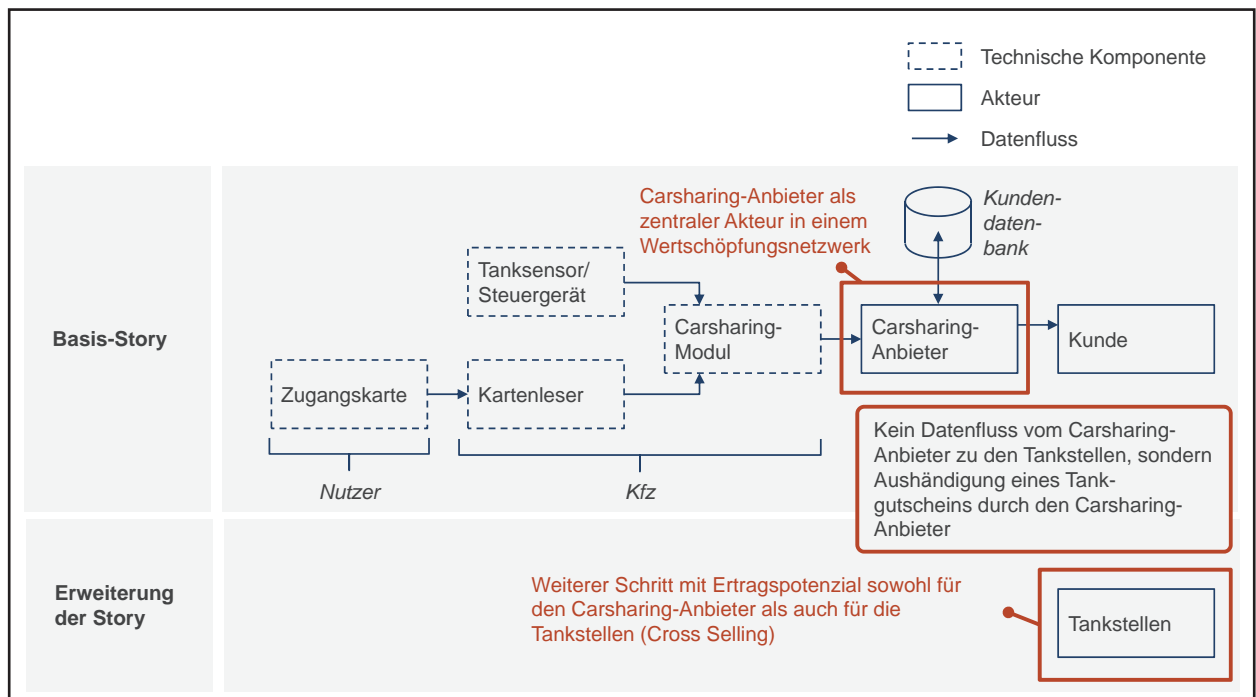 Technische Komponente
Akteur
Datenfluss
Basis-Story
Carsharing-Anbieter als
zentraler Akteur in einem
Wertschöpfungsnetzwerk
Kunden-
daten-
bank
Tanksensor/
Steuergerät
Carsharing-
Modul
Carsharing-
Anbieter
Kunde
Zugangskarte
Kartenleser
Nutzer
Kfz
Kein Datenfluss vom Carsharing-
Anbieter zu den Tankstellen, sondern
Aushändigung eines Tank-
gutscheins durch den Carsharing-
Anbieter
Erweiterung
der Story
Weiterer Schritt mit Ertragspotenzial sowohl für
den Carsharing-Anbieter als auch für die
Tankstellen (Cross Selling)
Tankstellen